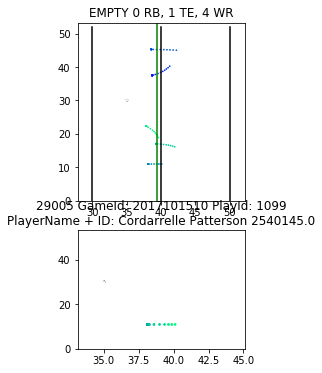 EMPTY 0 RB, 1 TE, 4 WR
50
40
30
20
10
0
30 35 40 45 50
29005 GameId: 2017101510 PlayId: 1099
PlayerName + ID: Cordarrelle Patterson 2540145.0
40
20
0
35.0 37.5 40.0 42.5 45.0